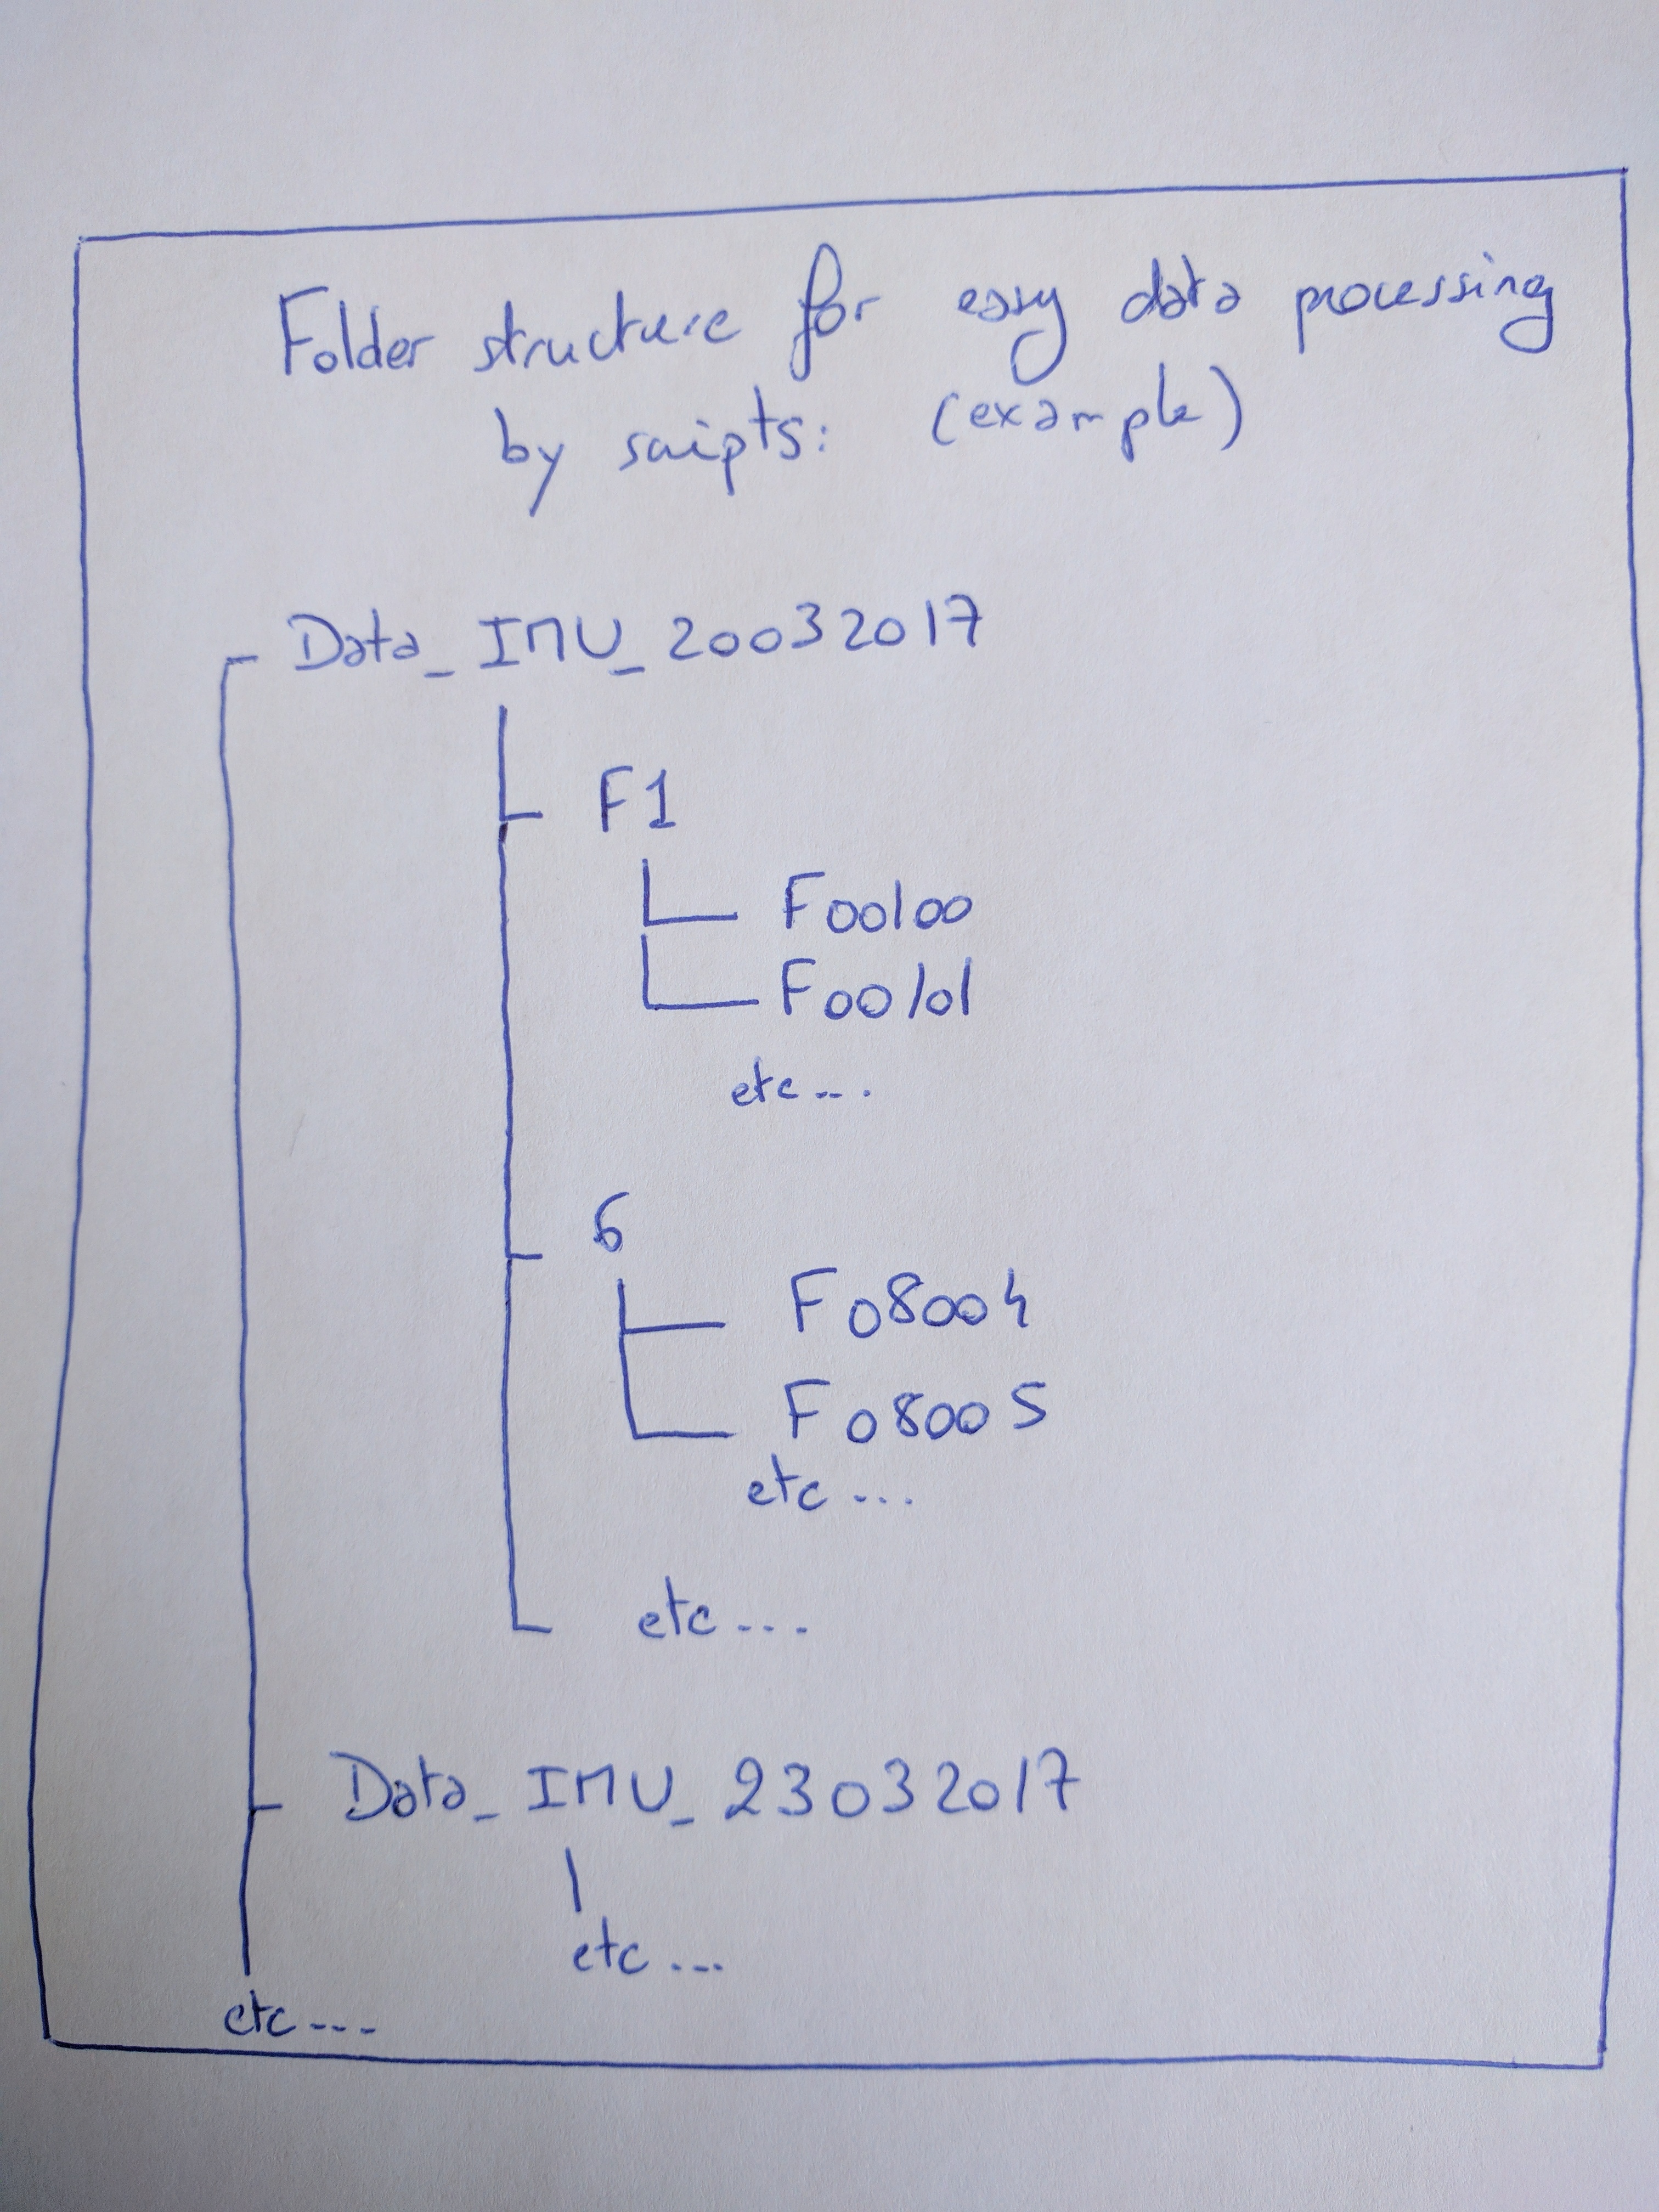 Folder structure for easy data processing
by scripts: (example)
Data_IMU_20032017
F1
F00100
F00101
etc...
6
F08004
F08005
etc...
etc...
Data_IMU_23032017
etc...
etc...